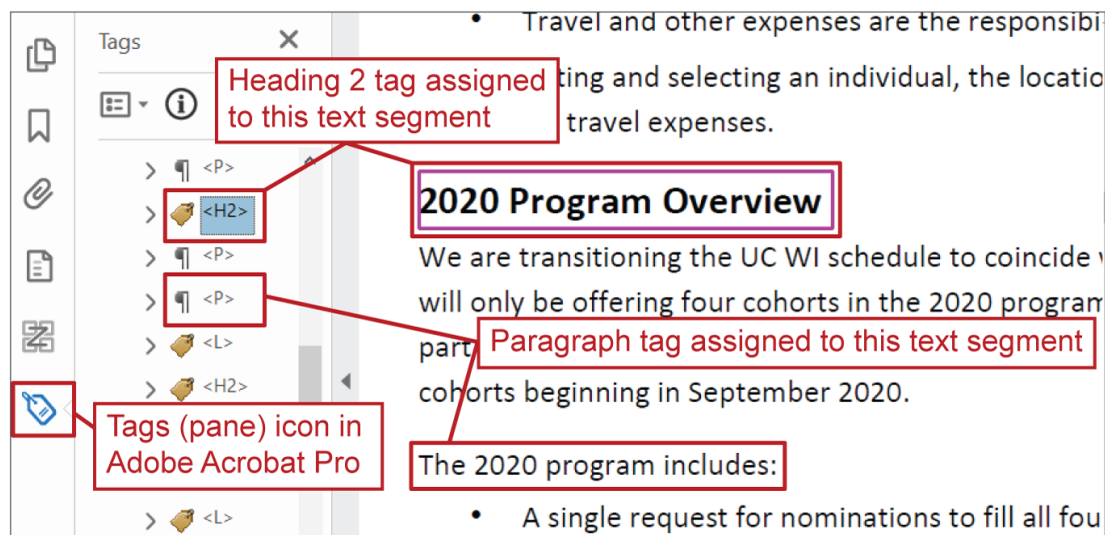 Tags
Heading 2 tag assigned
to this text segment
<P>
<H2>
<P>
<P>
<L>
<H2>
Tags (pane) icon in
Adobe Acrobat Pro
<L>
• Travel and other expenses are the responsibi
ting and selecting an individual, the locatio
travel expenses.
2020 Program Overview
We are transitioning the UC WI schedule to coincide
will only be offering four cohorts in the 2020 program
part
Paragraph tag assigned to this text segment
cohorts beginning in September 2020.
The 2020 program includes:
• A single request for nominations to fill all fou